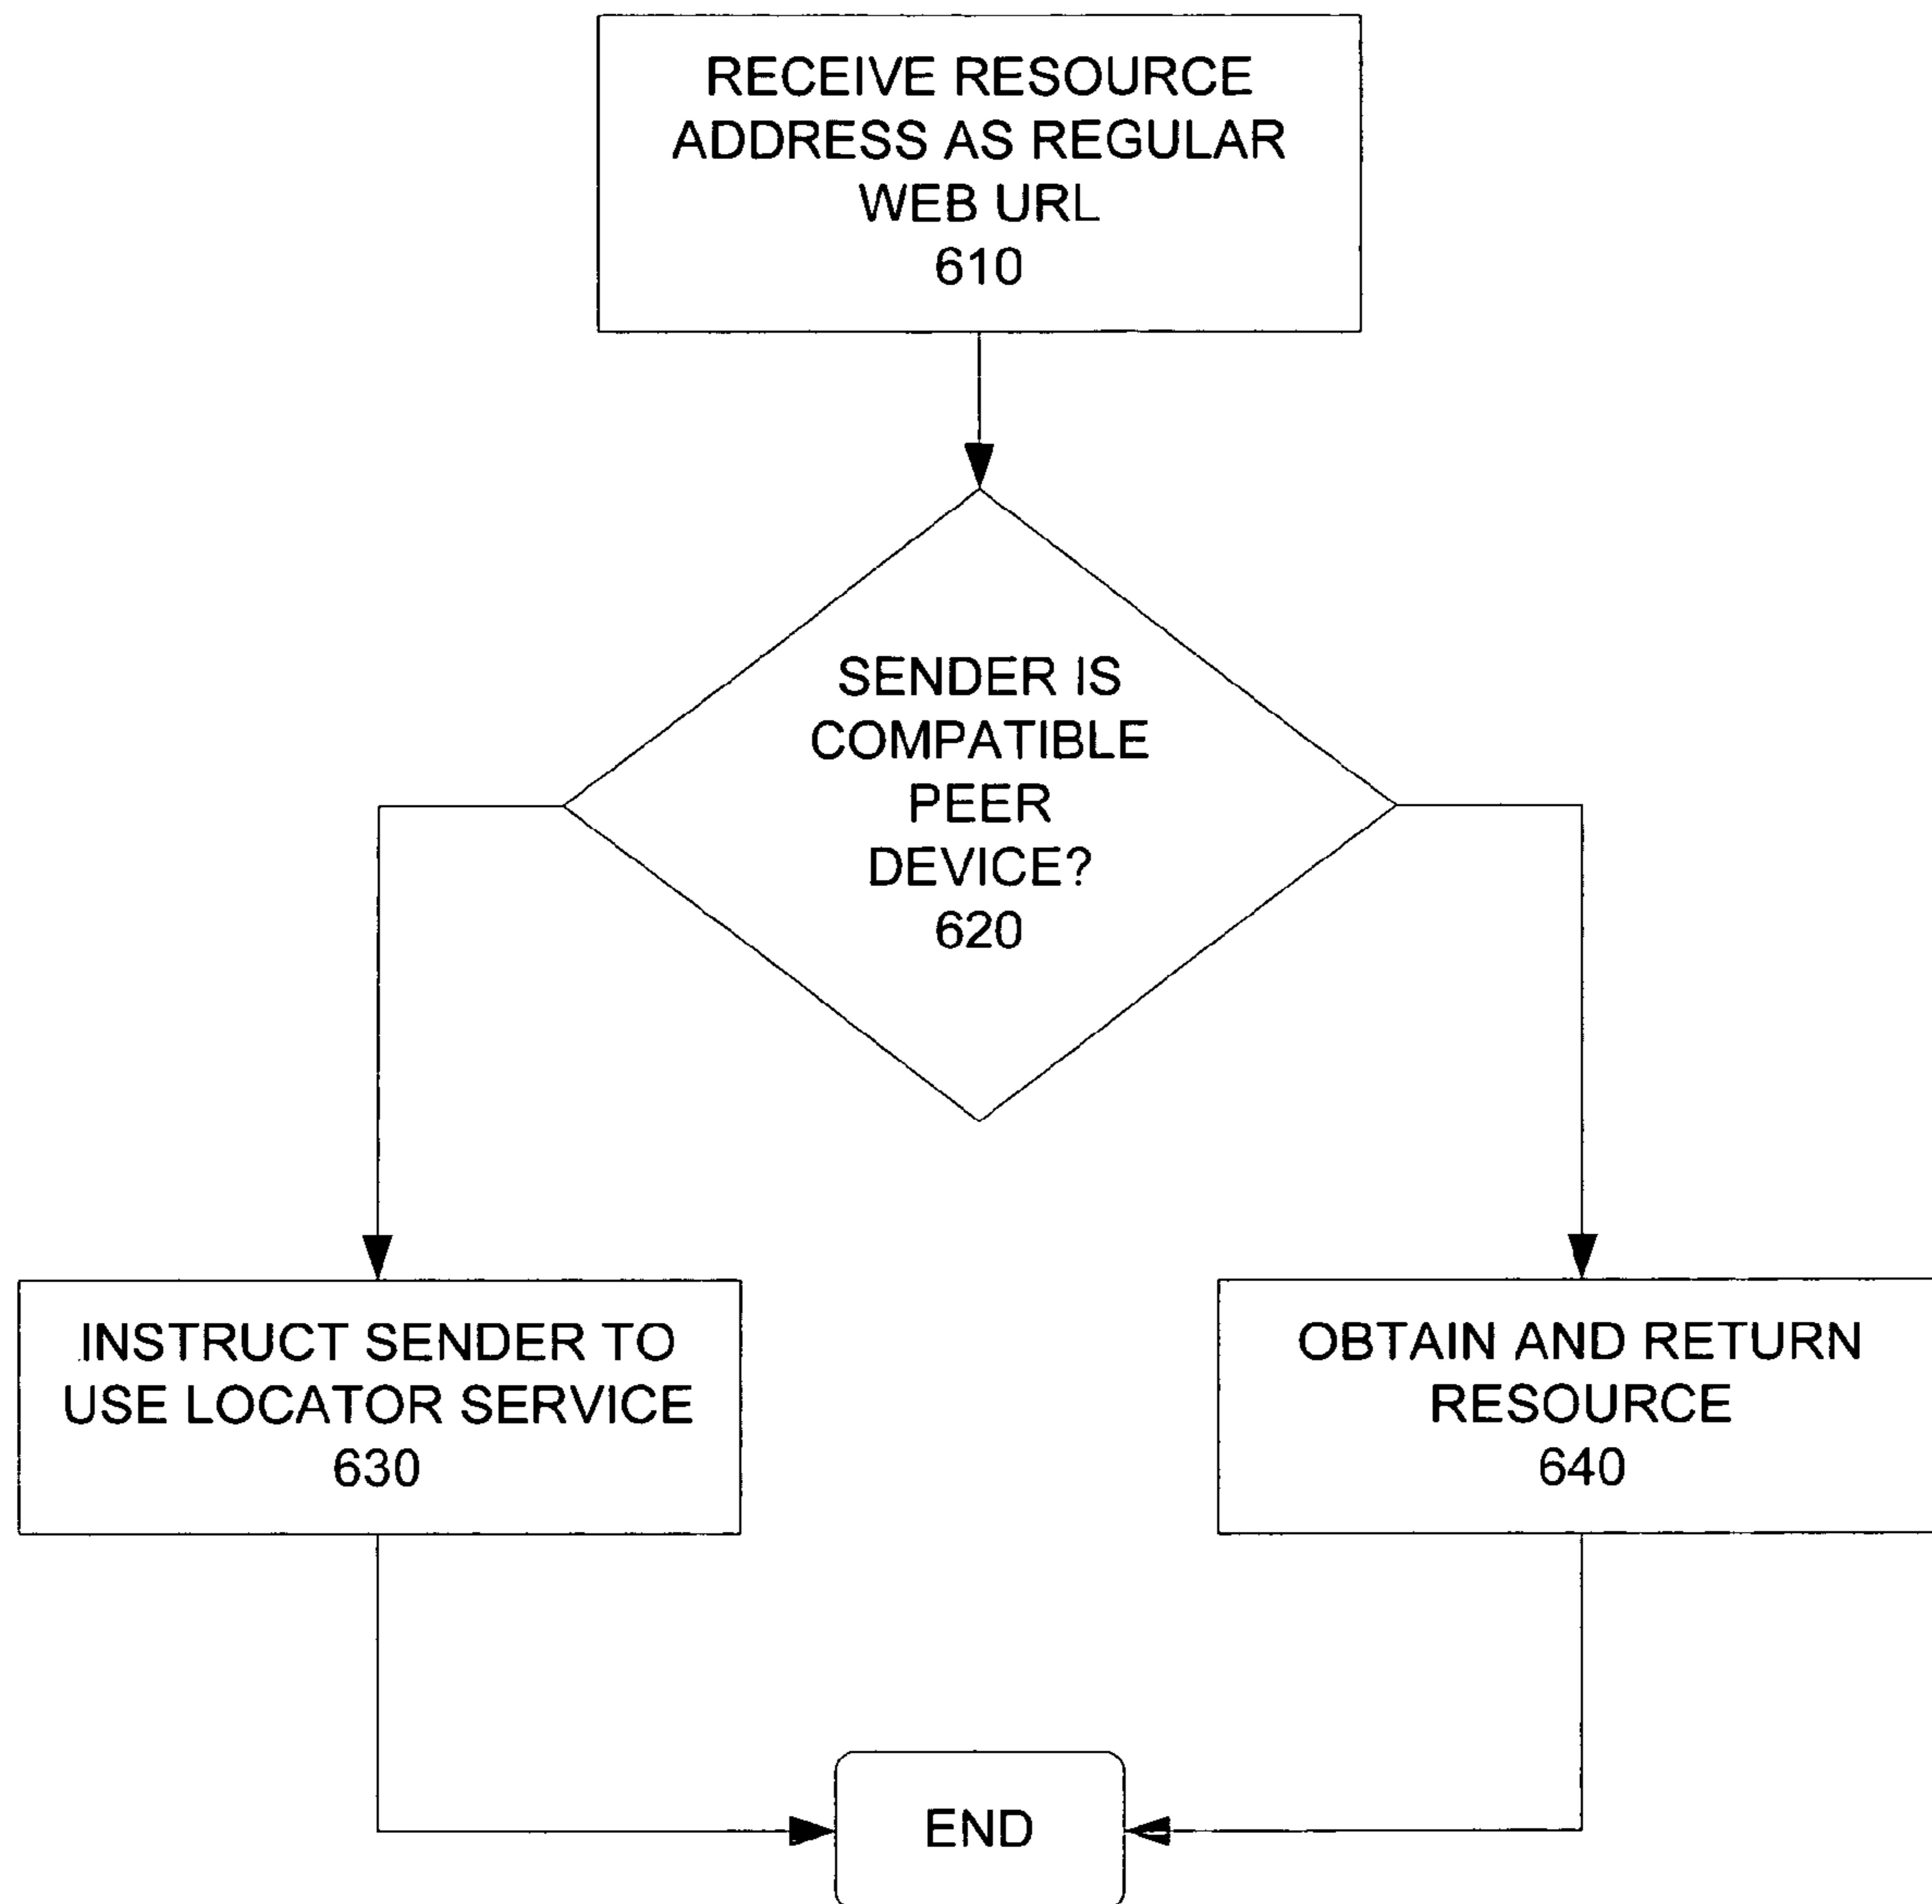 RECEIVE RESOURCE
ADDRESS AS REGULAR
WEB URL
610
SENDER IS
COMPATIBLE
PEER
DEVICE?
620
INSTRUCT SENDER TO
USE LOCATOR SERVICE
630
OBTAIN AND RETURN
RESOURCE
640
END